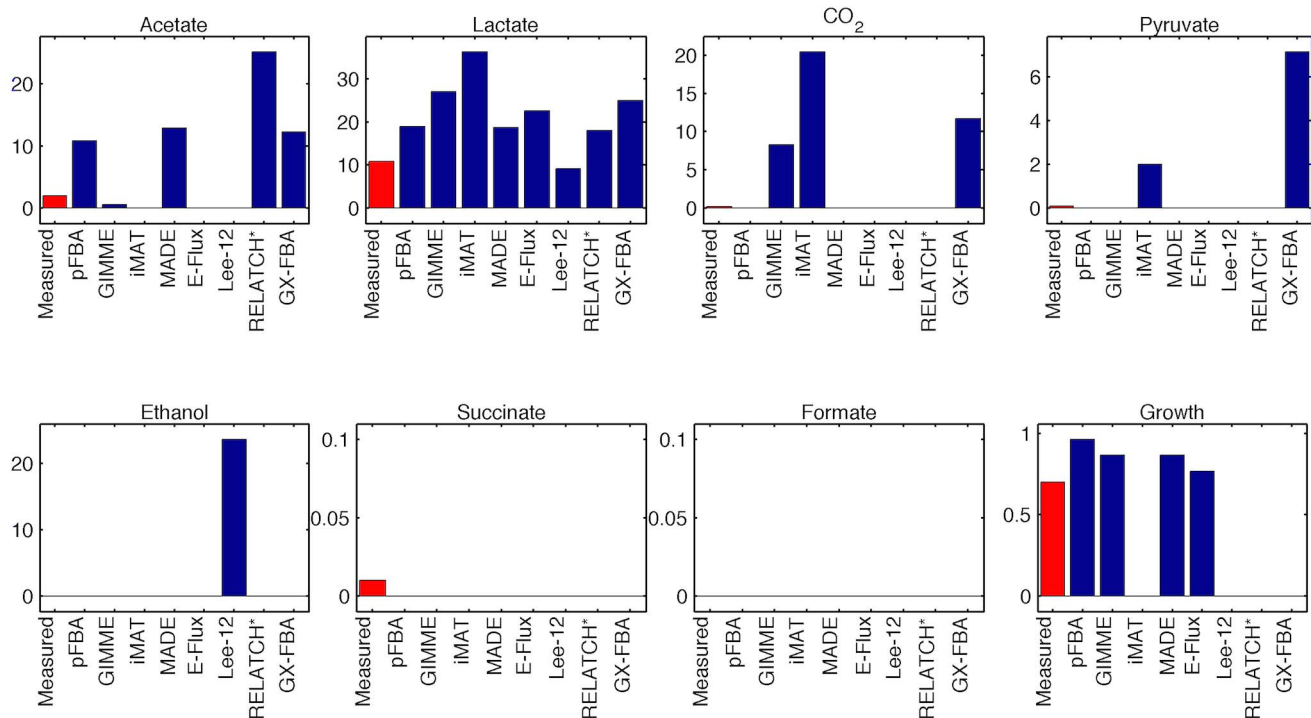 Acetate
20
10
0
Measured
pFBA
GIMME
iMAT
MADE
E-Flux
Lee-12
RELATCH*
GX-FBA
Lactate
30
20
10
0
Measured
pFBA
GIMME
iMAT
MADE
E-Flux
Lee-12
RELATCH*
GX-FBA
CO2
20
15
10
5
0
Measured
pFBA
GIMME
iMAT
MADE
E-Flux
Lee-12
RELATCH*
GX-FBA
Pyruvate
6
4
2
0
Measured
pFBA
GIMME
iMAT
MADE
E-Flux
Lee-12
RELATCH*
GX-FBA
Ethanol
20
10
0
Measured
pFBA
GIMME
iMAT
MADE
E-Flux
Lee-12
RELATCH*
GX-FBA
Succinate
0.1
0.05
0
Measured
pFBA
GIMME
iMAT
MADE
E-Flux
Lee-12
RELATCH*
GX-FBA
Formate
0.1
0.05
0
Measured
pFBA
GIMME
iMAT
MADE
E-Flux
Lee-12
RELATCH*
GX-FBA
Growth
1
0.5
0
Measured
pFBA
GIMME
iMAT
MADE
E-Flux
Lee-12
RELATCH*
GX-FBA